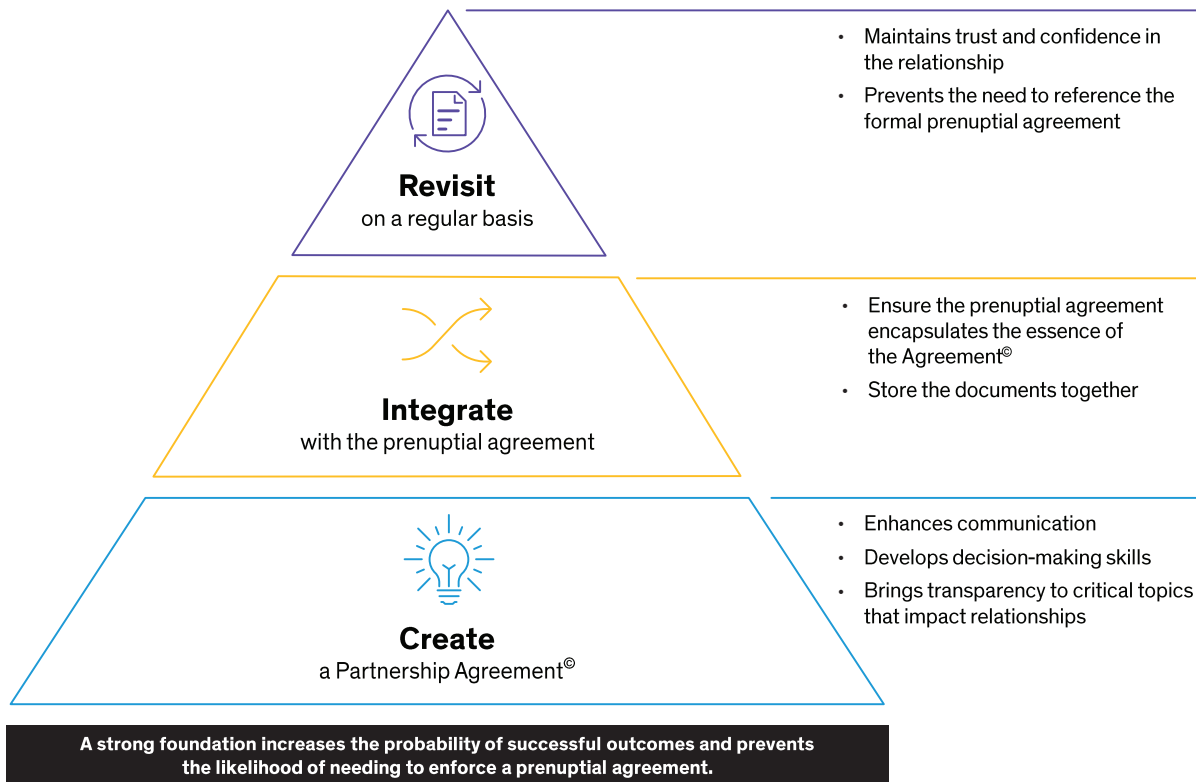 • Maintains trust and confidence in
the relationship
• Prevents the need to reference the
formal prenuptial agreement
Revisit
on a regular basis
• Ensure the prenuptial agreement
encapsulates the essence of
the Agreement©
• Store the documents together
Integrate
with the prenuptial agreement
• Enhances communication
• Develops decision-making skills
• Brings transparency to critical topics
that impact relationships
Create
a Partnership Agreement©
A strong foundation increases the probability of successful outcomes and prevents
the likelihood of needing to enforce a prenuptial agreement.